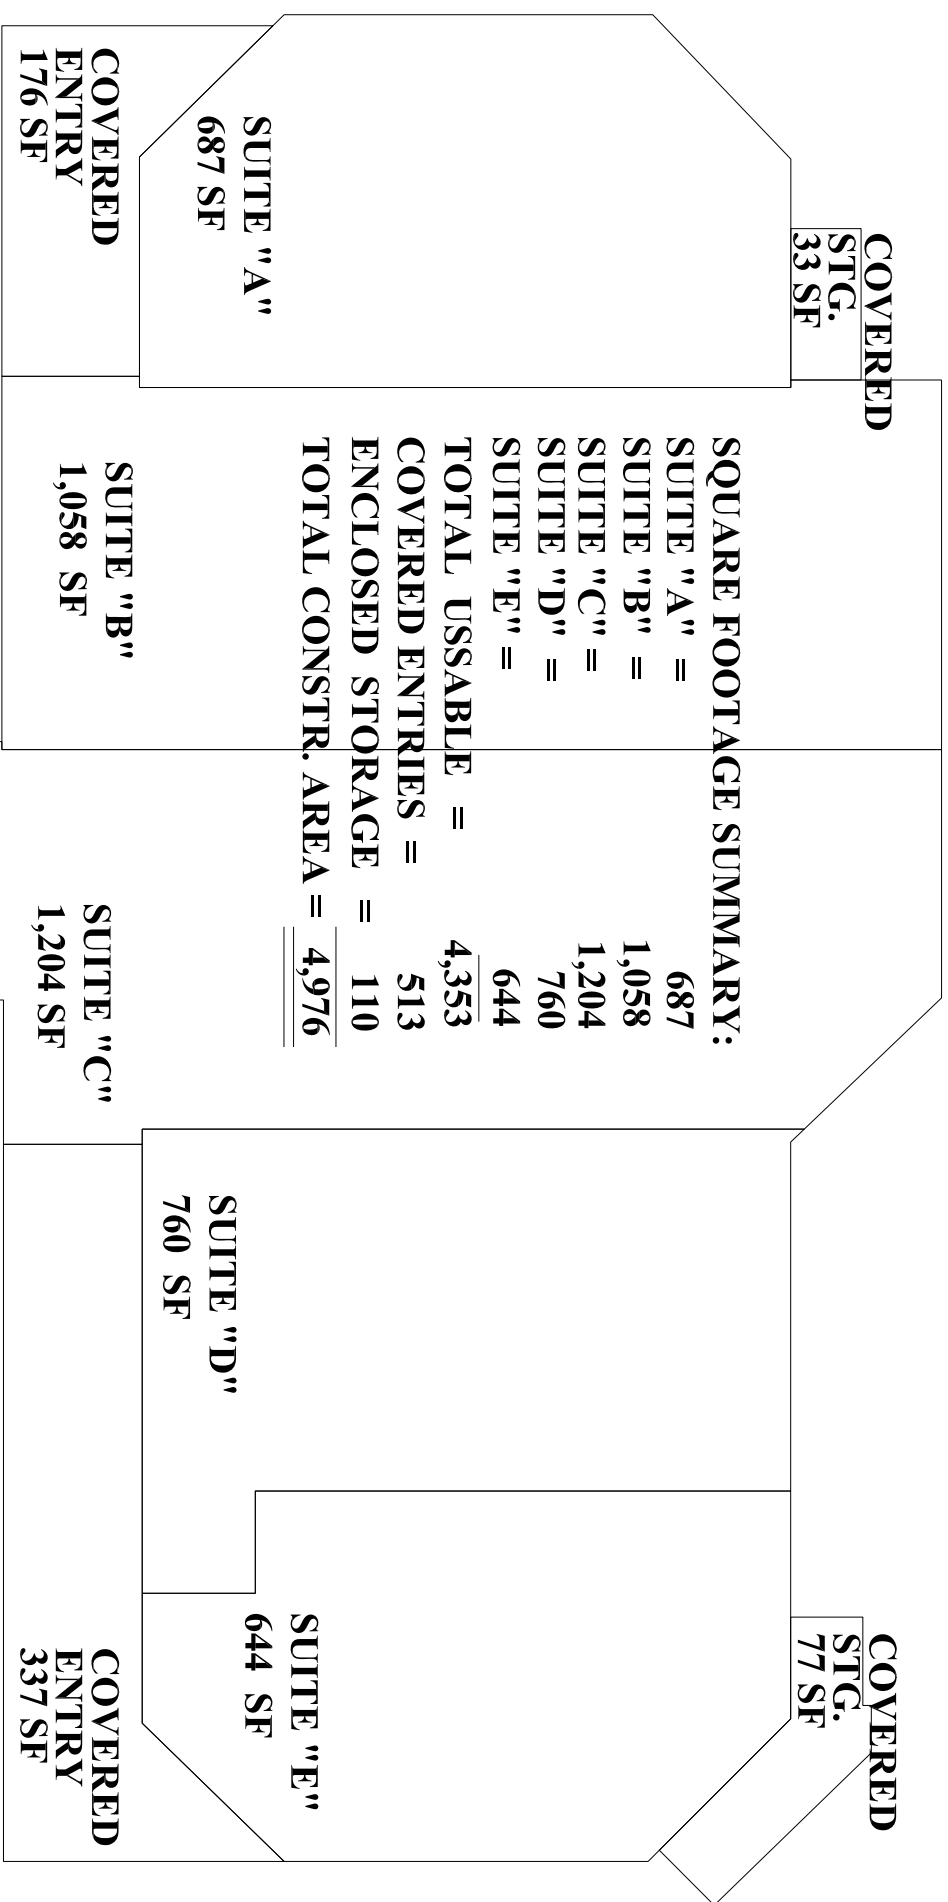 COVERED
STG.
33 SF
COVERED
STG.
77 SF
SQUARE FOOTAGE SUMMARY:
SUITE "A" = 687
SUITE "B" = 1,058
SUITE "C" = 1,204
SUITE "D" = 760
SUITE "E" = 644
TOTAL USSABLE = 4,353
COVERED ENTRIES = 513
ENCLOSED STORAGE = 110
TOTAL CONSTR. AREA = 4,976
SUITE "A"
687 SF
SUITE "B"
1,058 SF
SUITE "C"
1,204 SF
SUITE "D"
760 SF
SUITE "E"
644 SF
COVERED
ENTRY
176 SF
COVERED
ENTRY
337 SF